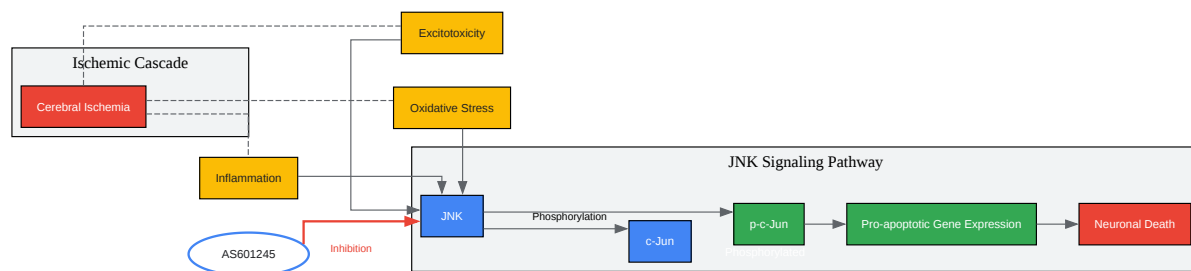 Excitotoxicity
Ischemic Cascade
Cerebral Ischemia
Oxidative Stress
JNK Signaling Pathway
Inflammation
JNK
Phosphorylation
p-c-Jun
Pro-apoptotic Gene Expression
Neuronal Death
c-Jun
AS601245
Inhibition
Phosphorylated